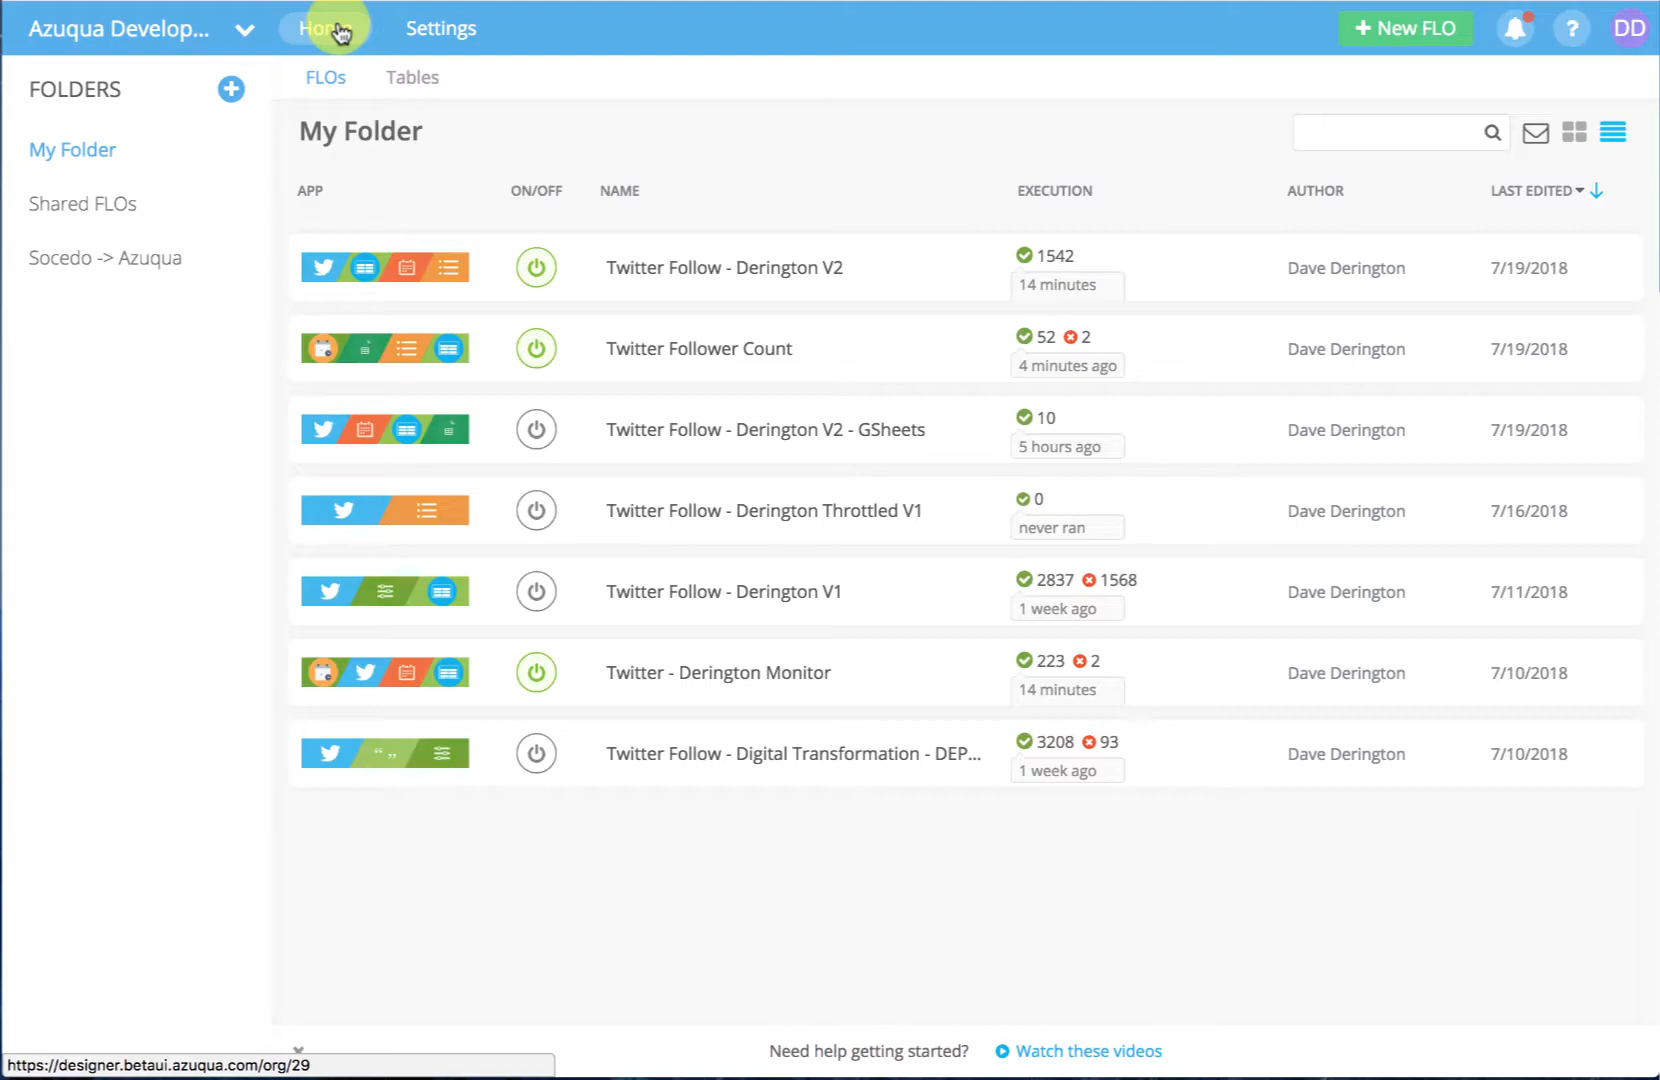 Azuqua Develop...
Home
Settings
+ New FLO
?
DD
FOLDERS
FLOs
Tables
My Folder
Shared FLOs
Socedo -> Azuqua
My Folder
APP
ON/OFF
NAME
EXECUTION
AUTHOR
LAST EDITED
Twitter Follow - Derington V2
1542
14 minutes
Dave Derington
7/19/2018
Twitter Follower Count
52 2
4 minutes ago
Dave Derington
7/19/2018
Twitter Follow - Derington V2 - GSheets
10
5 hours ago
Dave Derington
7/19/2018
Twitter Follow - Derington Throttled V1
0
never ran
Dave Derington
7/16/2018
Twitter Follow - Derington V1
2837 1568
1 week ago
Dave Derington
7/11/2018
Twitter - Derington Monitor
223 2
14 minutes
Dave Derington
7/10/2018
Twitter Follow - Digital Transformation - DEP...
3208 93
1 week ago
Dave Derington
7/10/2018
Need help getting started?
Watch these videos
https://designer.betaui.azuqua.com/org/29